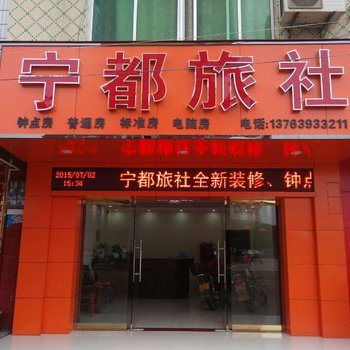 宁都旅社
钟点房 普通房 标准房 电脑房 电话:13763933211
2015/07/02
15:34
宁都旅社全新装修、钟点